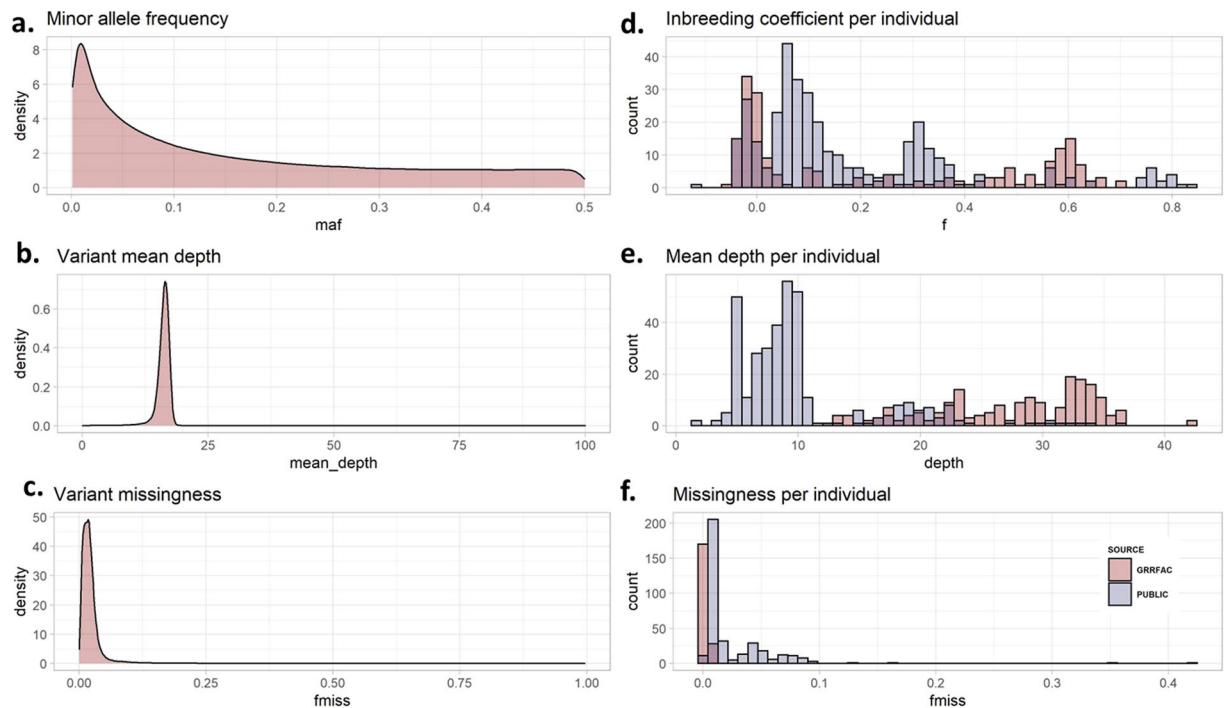 a. Minor allele frequency
density
8
6
4
2
0
0.0 0.1 0.2 0.3 0.4 0.5
maf
b. Variant mean depth
density
0.6
0.4
0.2
0.0
0 25 50 75 100
mean_depth
c. Variant missingness
density
50
40
30
20
10
0
0.00 0.25 0.50 0.75 1.00
fmiss
d. Inbreeding coefficient per individual
count
40
30
20
10
0
0.0 0.2 0.4 0.6 0.8
f
e. Mean depth per individual
count
40
20
0
0 10 20 30 40
depth
f. Missingness per individual
count
200
150
100
50
0
0.0 0.1 0.2 0.3 0.4
fmiss
SOURCE
GRRFAC
PUBLIC